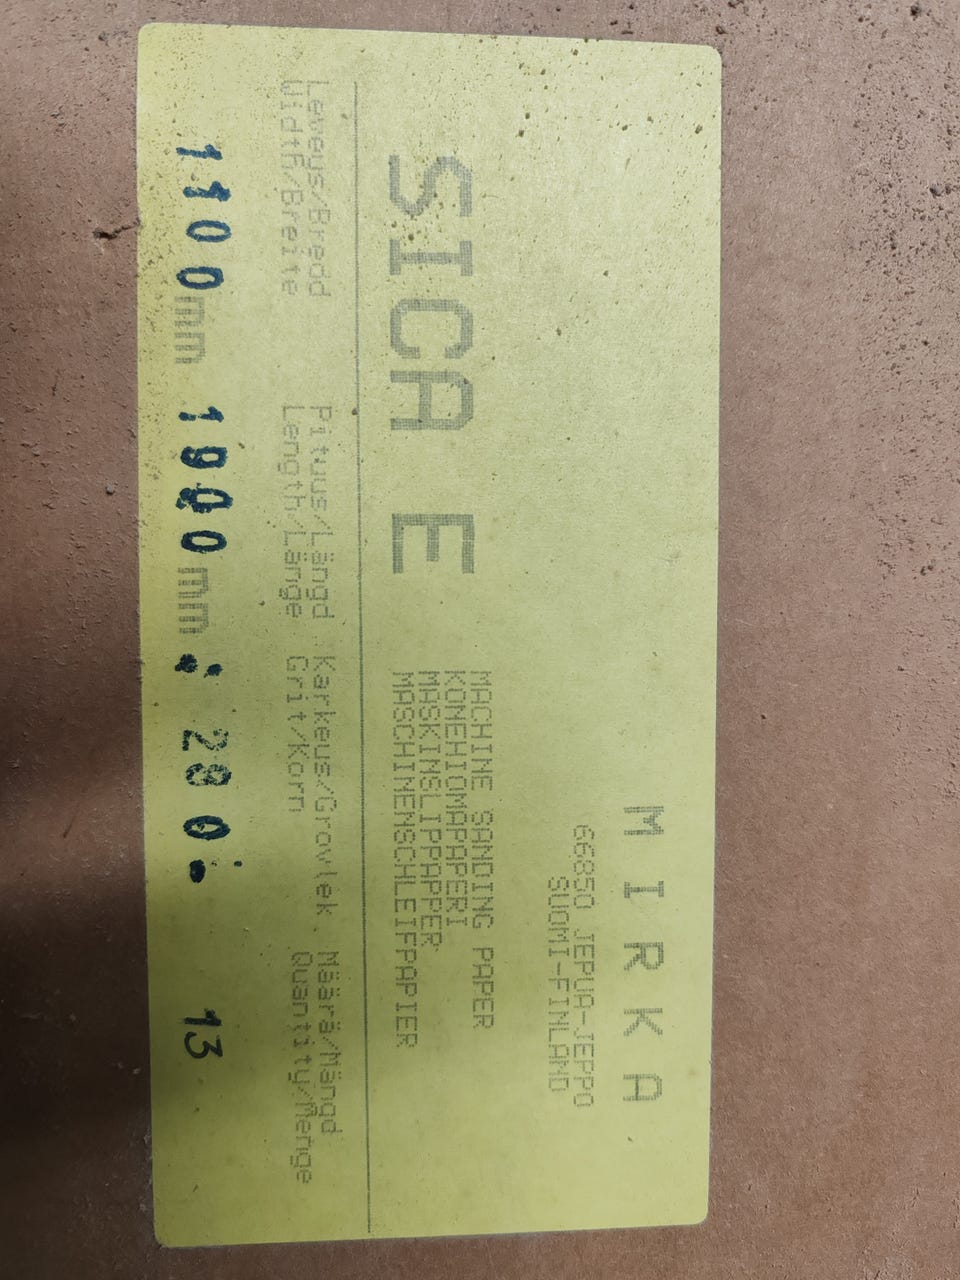 MIRKA
66850 JEPUA-JEPPO
SUOMI-FINLAND
SICA E
MACHINE SANDING PAPER
KONEHIOMAPAPERI
MASKINSLIPPAPPER
MASCHINENSCHLEIFPAPIER
Leveys/Bredd Pituus/Längd Karkeus/Grovlek Määrä/Mängd
Width/Breite Length/Länge Grit/Korn Quantity/Menge
1100mm 1900mm 280 13